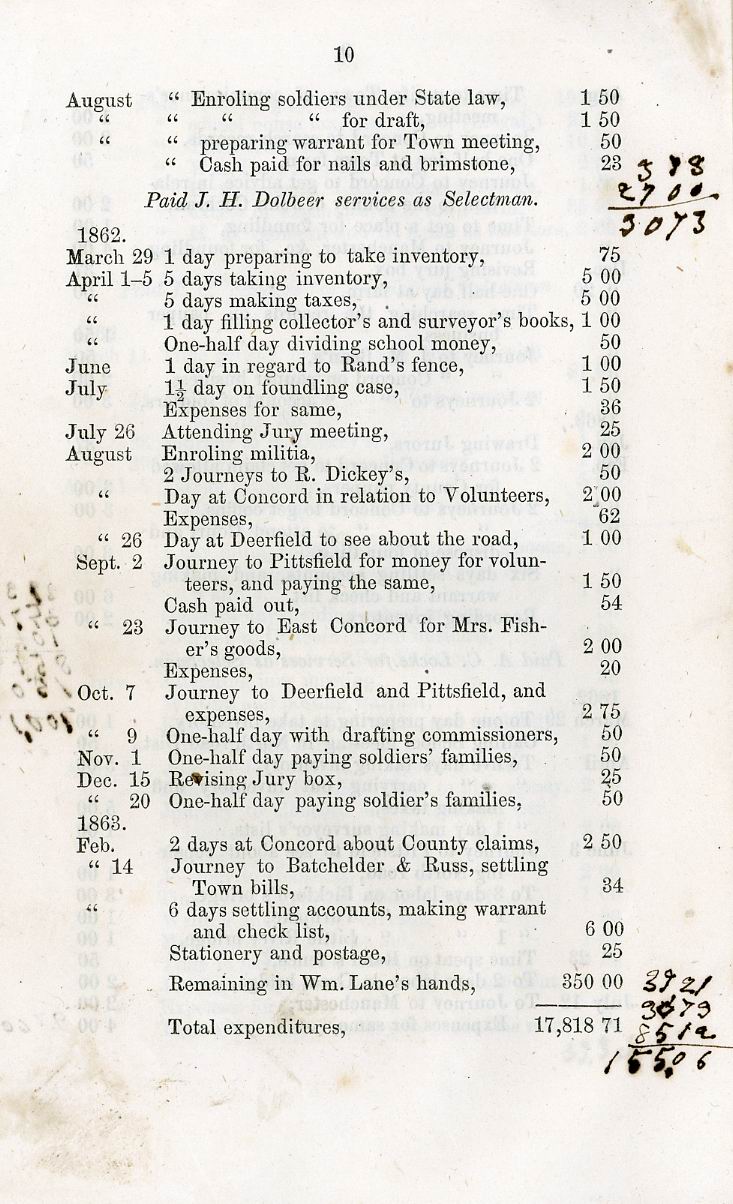 10
August “ Enroling soldiers under State law, 1 50
“ “ “ “ for draft, 1 50
“ “ preparing warrant for Town meeting, 50
“ Cash paid for nails and brimstone, 23
2700
3073
Paid J. H. Dolbeer services as Selectman.
1862.
March 29 1 day preparing to take inventory, 75
April 1–5 5 days taking inventory, 5 00
“ 5 days making taxes, 5 00
“ 1 day filling collector’s and surveyor’s books, 1 00
“ One-half day dividing school money, 50
June 1 day in regard to Rand’s fence, 1 00
July 1½ day on foundling case, 1 50
Expenses for same, 36
July 26 Attending Jury meeting, 25
August Enroling militia, 2 00
2 Journeys to R. Dickey’s, 50
“ Day at Concord in relation to Volunteers, 2 00
Expenses, 62
“ 26 Day at Deerfield to see about the road, 1 00
Sept. 2 Journey to Pittsfield for money for volun-
teers, and paying the same, 1 50
Cash paid out, 54
“ 23 Journey to East Concord for Mrs. Fish-
er’s goods, 2 00
Expenses, 20
Oct. 7 Journey to Deerfield and Pittsfield, and
expenses, 2 75
“ 9 One-half day with drafting commissioners, 50
Nov. 1 One-half day paying soldiers’ families, 50
Dec. 15 Revising Jury box, 25
“ 20 One-half day paying soldier’s families, 50
1863.
Feb. 2 days at Concord about County claims, 2 50
“ 14 Journey to Batchelder & Russ, settling
Town bills, 34
“ 6 days settling accounts, making warrant
and check list, 6 00
Stationery and postage, 25
Remaining in Wm. Lane’s hands, 350 00
3921
3073
8512
15506
Total expenditures, 17,818 71